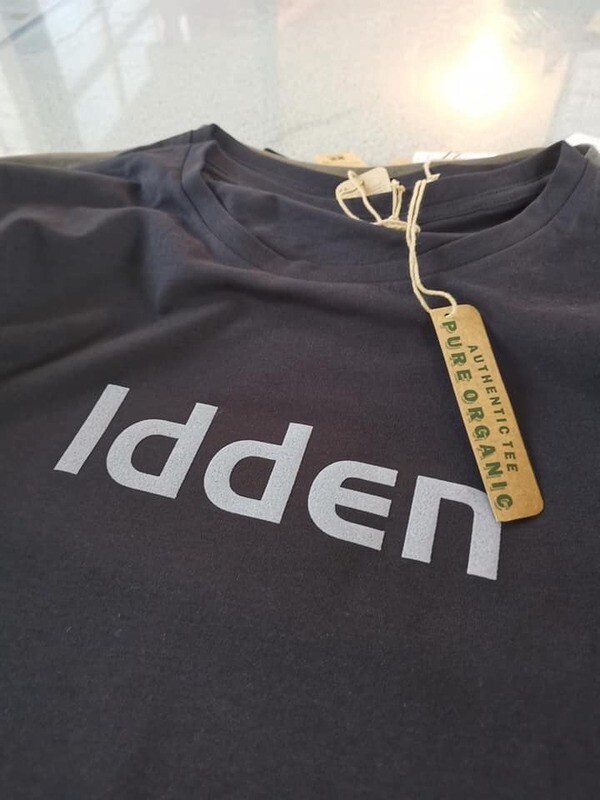 Idden
AUTHENTIC TEE
PURE ORGANIC